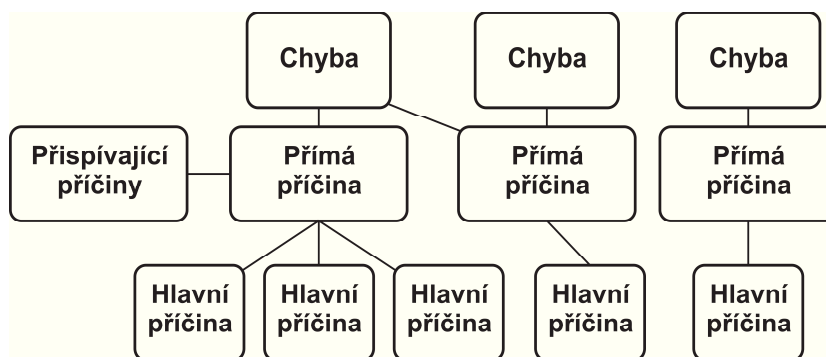 Chyba
Chyba
Chyba
Přispívající
příčiny
Přímá
příčina
Přímá
příčina
Přímá
příčina
Hlavní
příčina
Hlavní
příčina
Hlavní
příčina
Hlavní
příčina
Hlavní
příčina